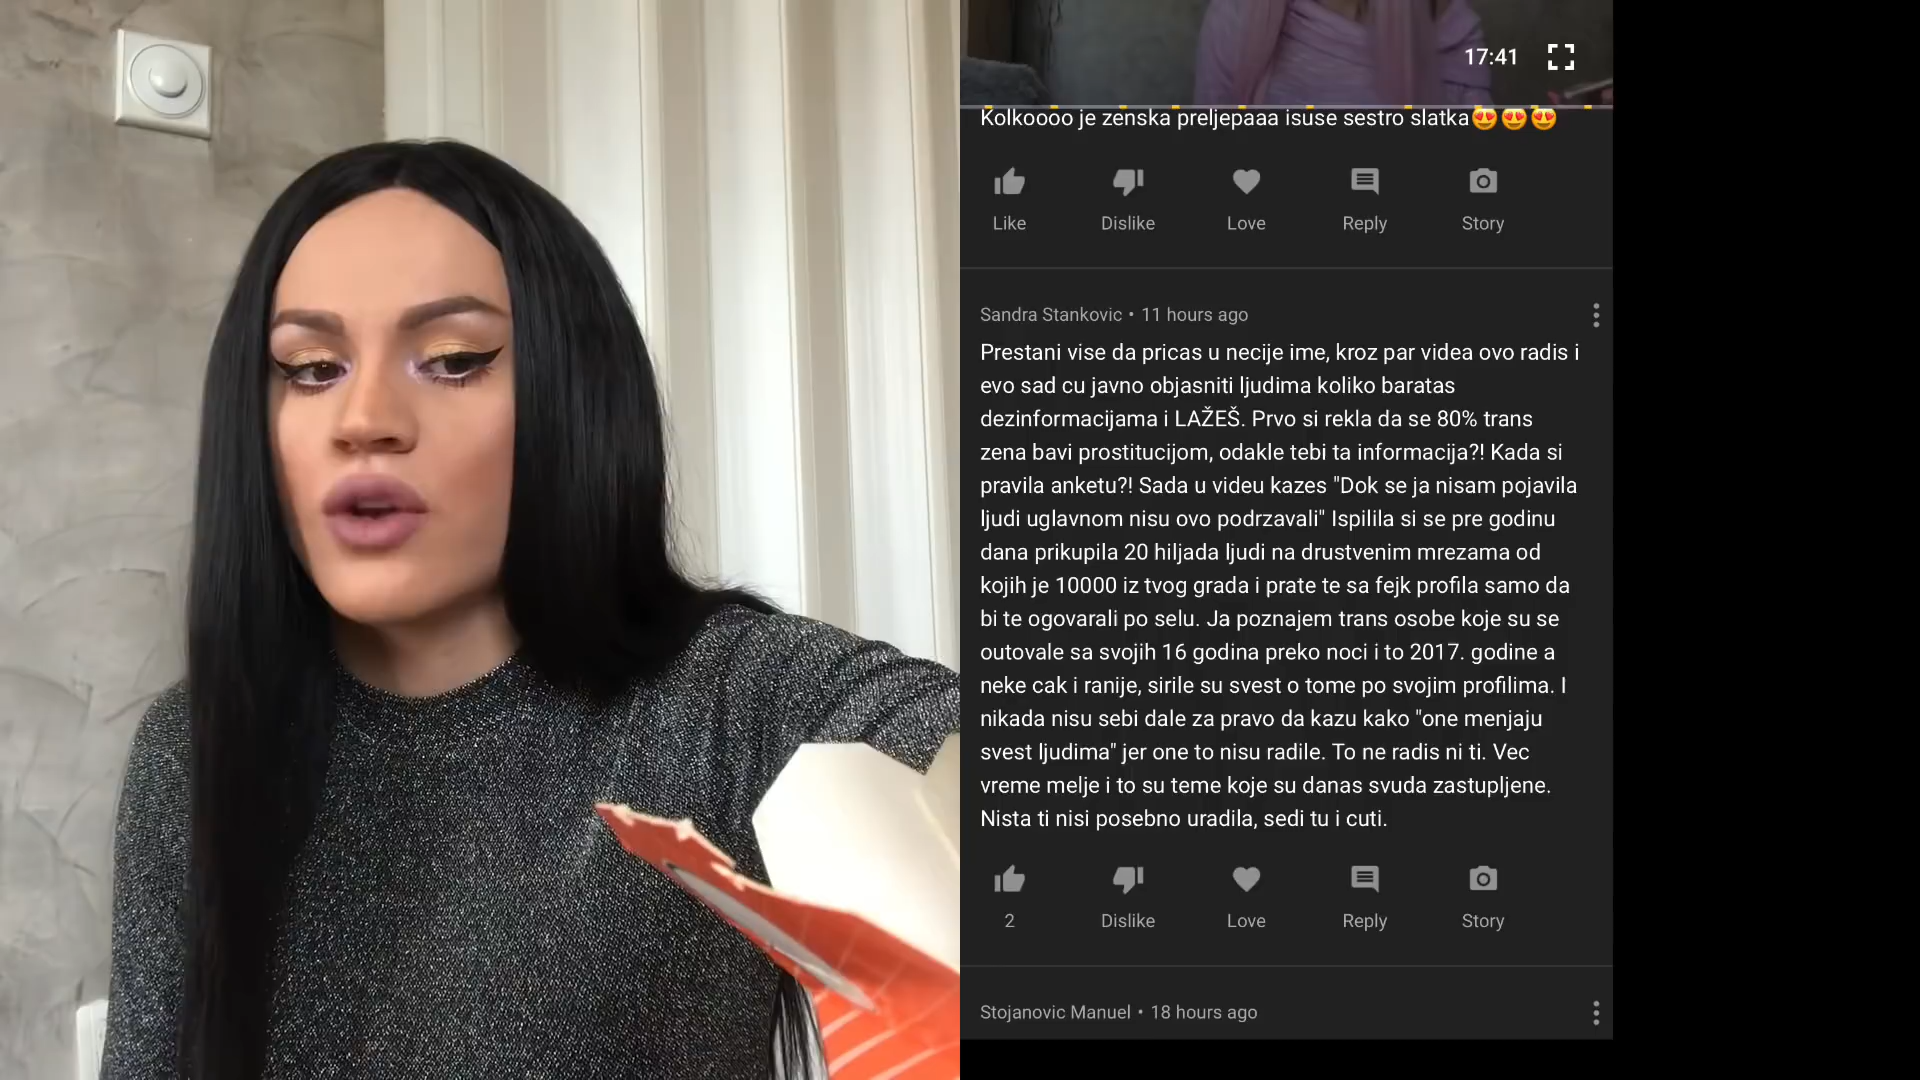 17:41
Kolkoooo je zenska preljepaaa isuse sestro slatka😍😍😍
Like Dislike Love Reply Story
Sandra Stankovic • 11 hours ago
Prestani vise da pricas u necije ime, kroz par videa ovo radis i
evo sad cu javno objasniti ljudima koliko baratas
dezinformacijama i LAŽEŠ. Prvo si rekla da se 80% trans
zena bavi prostitucijom, odakle tebi ta informacija?! Kada si
pravila anketu?! Sada u videu kazes "Dok se ja nisam pojavila
ljudi uglavnom nisu ovo podrzavali" Ispilila si se pre godinu
dana prikupila 20 hiljada ljudi na drustvenim mrezama od
kojih je 10000 iz tvog grada i prate te sa fejk profila samo da
bi te ogovarali po selu. Ja poznajem trans osobe koje su se
outovale sa svojih 16 godina preko noci i to 2017. godine a
neke cak i ranije, sirile su svest o tome po svojim profilima. I
nikada nisu sebi dale za pravo da kazu kako "one menjaju
svest ljudima" jer one to nisu radile. To ne radis ni ti. Vec
vreme melje i to su teme koje su danas svuda zastupljene.
Nista ti nisi posebno uradila, sedi tu i cuti.
2 Dislike Love Reply Story
Stojanovic Manuel • 18 hours ago